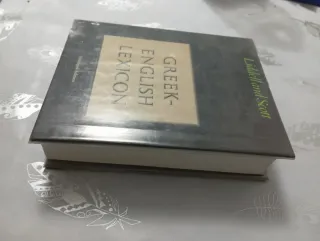 Liddell and Scott
GREEK-
ENGLISH
LEXICON